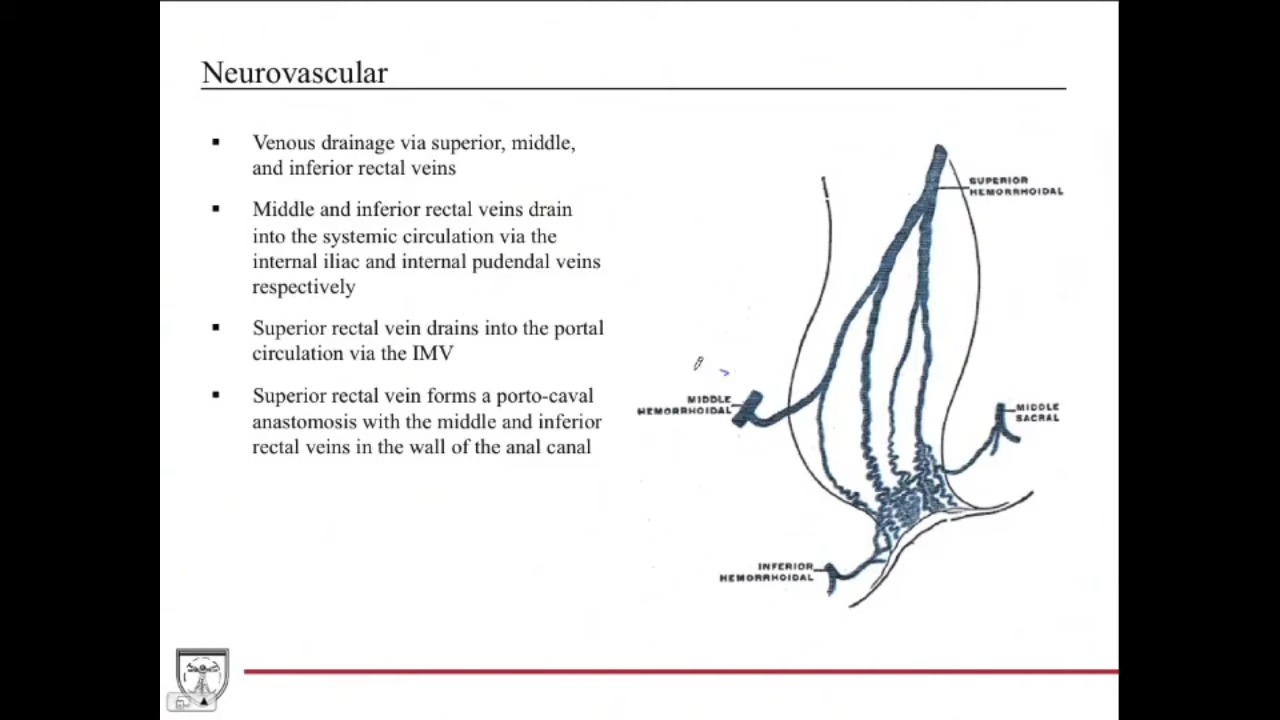 Neurovascular
▪ Venous drainage via superior, middle,
and inferior rectal veins
▪ Middle and inferior rectal veins drain
into the systemic circulation via the
internal iliac and internal pudendal veins
respectively
▪ Superior rectal vein drains into the portal
circulation via the IMV
▪ Superior rectal vein forms a porto-caval
anastomosis with the middle and inferior
rectal veins in the wall of the anal canal
SUPERIOR
HEMORRHOIDAL
MIDDLE
HEMORRHOIDAL
MIDDLE
SACRAL
INFERIOR
HEMORRHOIDAL